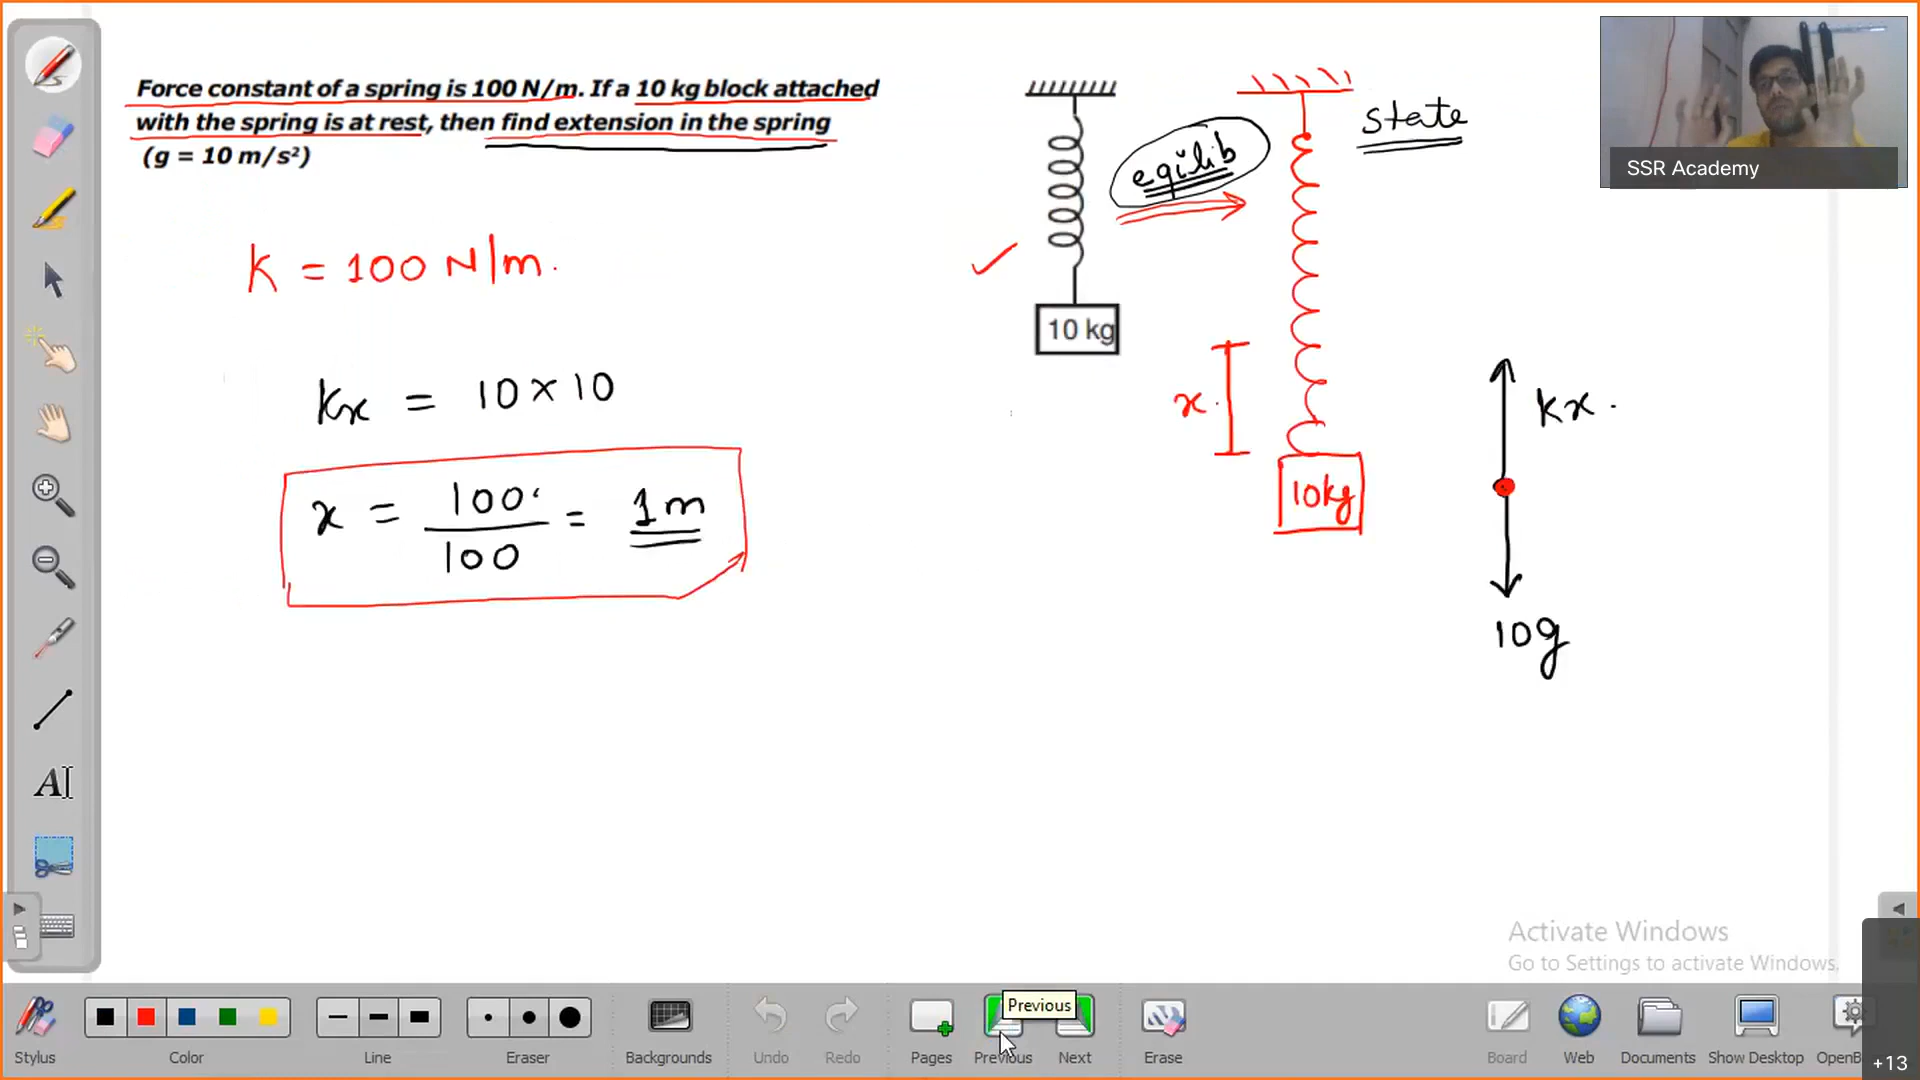 Force constant of a spring is 100 N/m. If a 10 kg block attached
with the spring is at rest, then find extension in the spring
(g = 10 m/s²)
K = 100 N/m.
kx = 10 × 10
x = 100/100 = 1m
10 kg
eqilib
state
x
10kg
kx
10g
SSR Academy
Activate Windows
Go to Settings to activate Windows.
Previous
Stylus
Color
Line
Eraser
Backgrounds
Undo
Redo
Pages
Previous
Next
Erase
Board
Web
Documents
Show Desktop
OpenB
+13